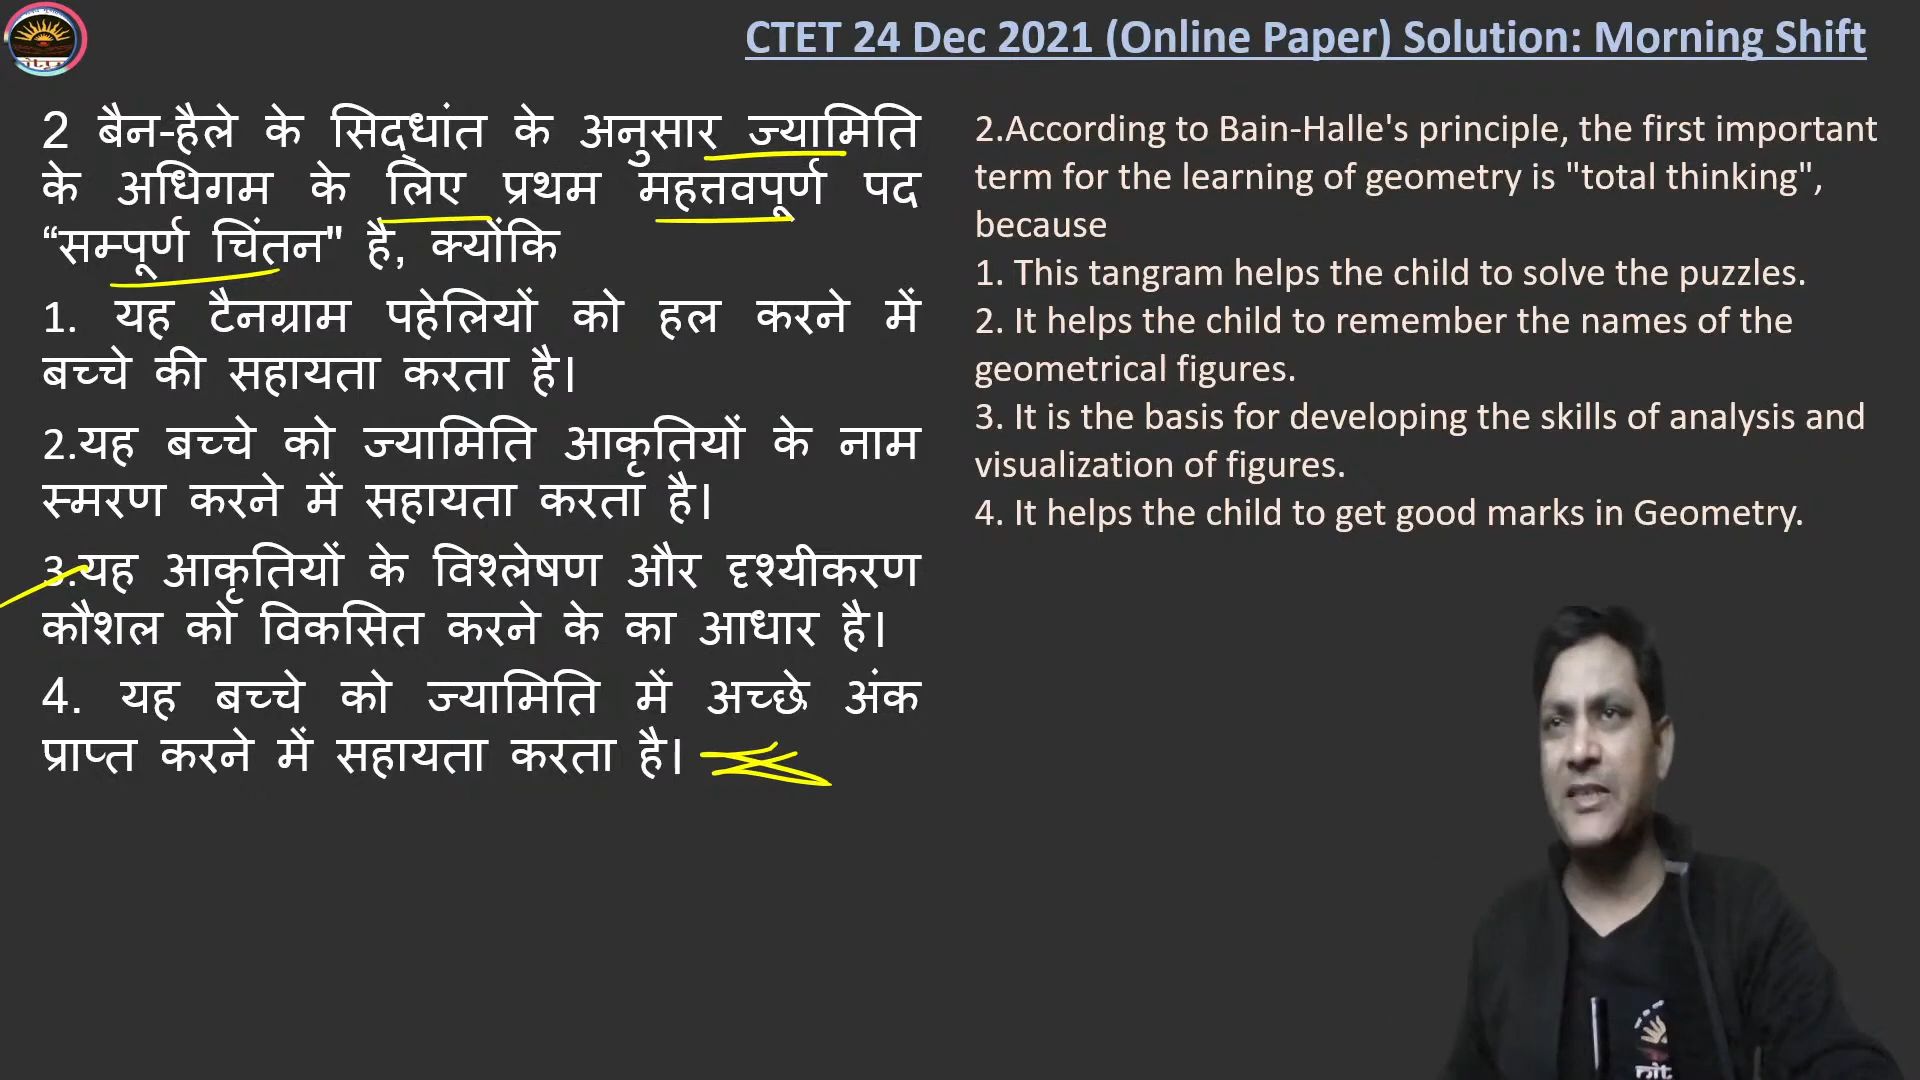 CTET 24 Dec 2021 (Online Paper) Solution: Morning Shift
2 बैन-हैले के सिद्धांत के अनुसार ज्यामिति
के अधिगम के लिए प्रथम महत्तवपूर्ण पद
“सम्पूर्ण चिंतन" है, क्योंकि
1. यह टैनग्राम पहेलियों को हल करने में
बच्चे की सहायता करता है।
2.यह बच्चे को ज्यामिति आकृतियों के नाम
स्मरण करने में सहायता करता है।
3.यह आकृतियों के विश्लेषण और दृश्यीकरण
कौशल को विकसित करने के का आधार है।
4. यह बच्चे को ज्यामिति में अच्छे अंक
प्राप्त करने में सहायता करता है।
2.According to Bain-Halle's principle, the first important
term for the learning of geometry is "total thinking",
because
1. This tangram helps the child to solve the puzzles.
2. It helps the child to remember the names of the
geometrical figures.
3. It is the basis for developing the skills of analysis and
visualization of figures.
4. It helps the child to get good marks in Geometry.